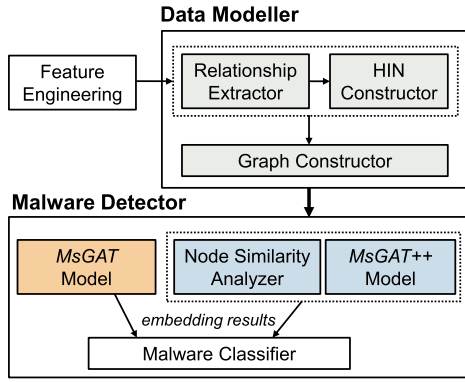 Data Modeller
Feature
Engineering
Relationship
Extractor
HIN
Constructor
Graph Constructor
Malware Detector
MsGAT
Model
Node Similarity
Analyzer
MsGAT++
Model
embedding results
Malware Classifier